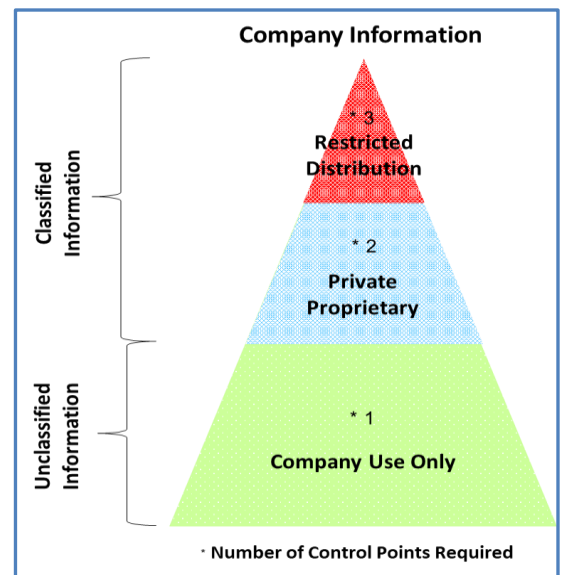 Company Information
* 3
Restricted
Distribution
Classified
Information
* 2
Private
Proprietary
* 1
Company Use Only
Unclassified
Information
* Number of Control Points Required